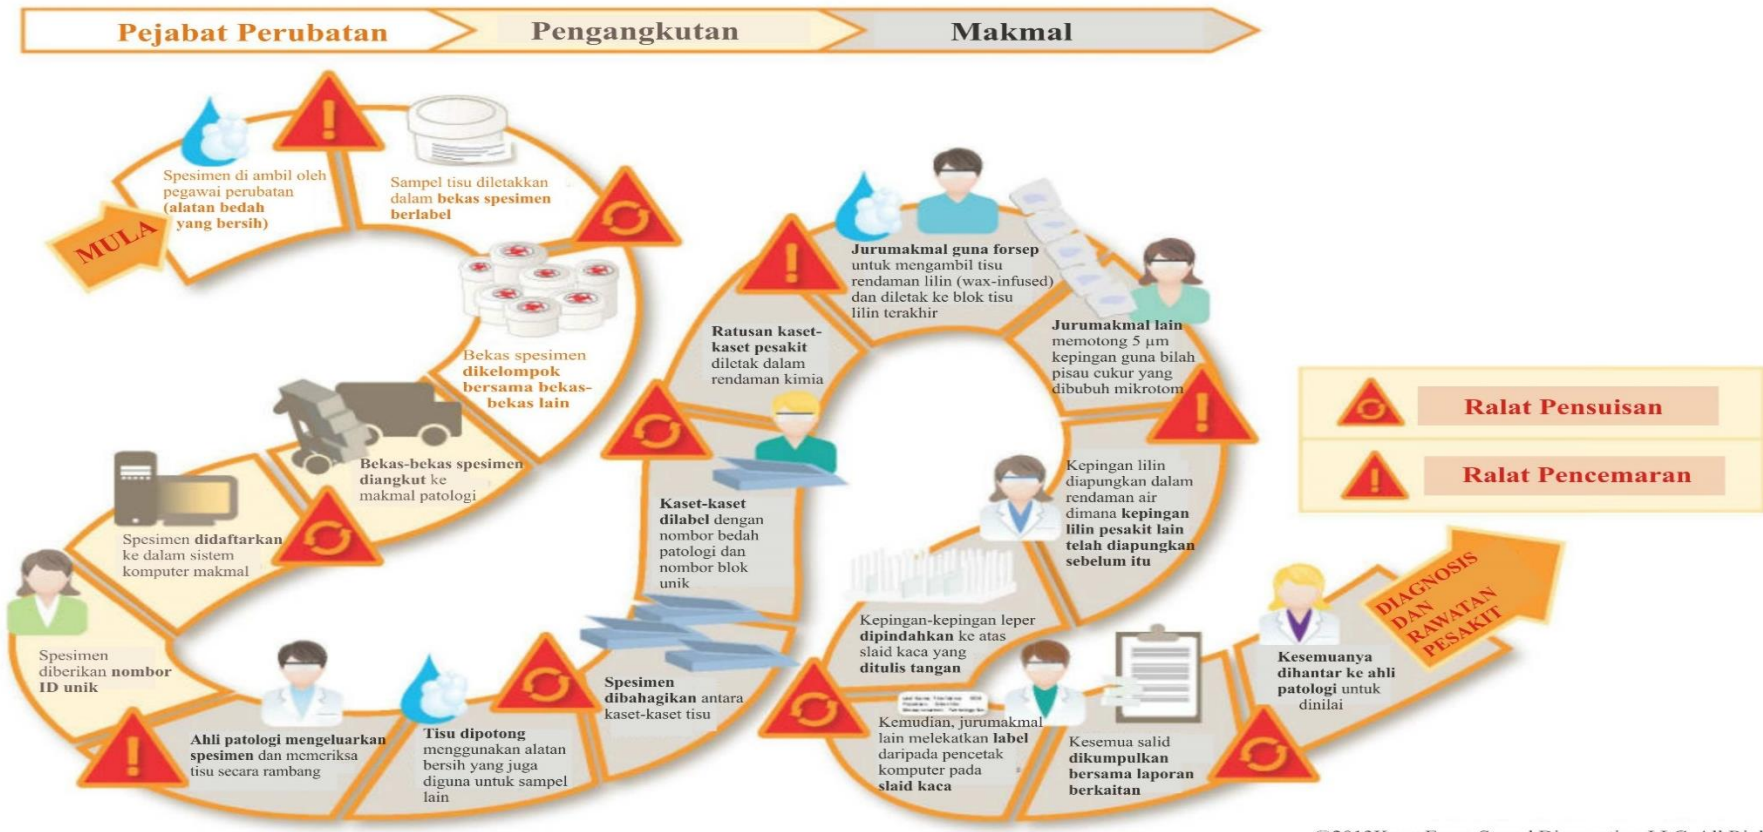 Pejabat Perubatan
Pengangkutan
Makmal
MULA
Spesimen di ambil oleh
pegawai perubatan
(alatan bedah
yang bersih)
Sampel tisu diletakkan
dalam bekas spesimen
berlabel
Bekas spesimen
dikelompok
bersama bekas-
bekas lain
Bekas-bekas spesimen
diangkut ke
makmal patologi
Spesimen didaftarkan
ke dalam sistem
komputer makmal
Spesimen
diberikan nombor
ID unik
Ahli patologi mengeluarkan
spesimen dan memeriksa
tisu secara rambang
Tisu dipotong
menggunakan alatan
bersih yang juga
diguna untuk sampel
lain
Spesimen
dibahagikan antara
kaset-kaset tisu
Kaset-kaset
dilabel dengan
nombor bedah
patologi dan
nombor blok
unik
Ratusan kaset-
kaset pesakit
diletak dalam
rendaman kimia
Jurumakmal guna forsep
untuk mengambil tisu
rendaman lilin (wax-infused)
dan diletak ke blok tisu
lilin terakhir
Jurumakmal lain
memotong 5 µm
kepingan guna bilah
pisau cukur yang
dibubuh mikrotom
Kepingan lilin
diapungkan dalam
rendaman air
dimana kepingan
lilin pesakit lain
telah diapungkan
sebelum itu
Kepingan-kepingan leper
dipindahkan ke atas
slaid kaca yang
ditulis tangan
Kemudian, jurumakmal
lain melekatkan label
daripada pencetak
komputer pada
slaid kaca
Kesemua salid
dikumpulkan
bersama laporan
berkaitan
Kesemuanya
dihantar ke ahli
patologi untuk
dinilai
DIAGNOSIS
DAN
RAWATAN
PESAKIT
Ralat Pensuisan
Ralat Pencemaran